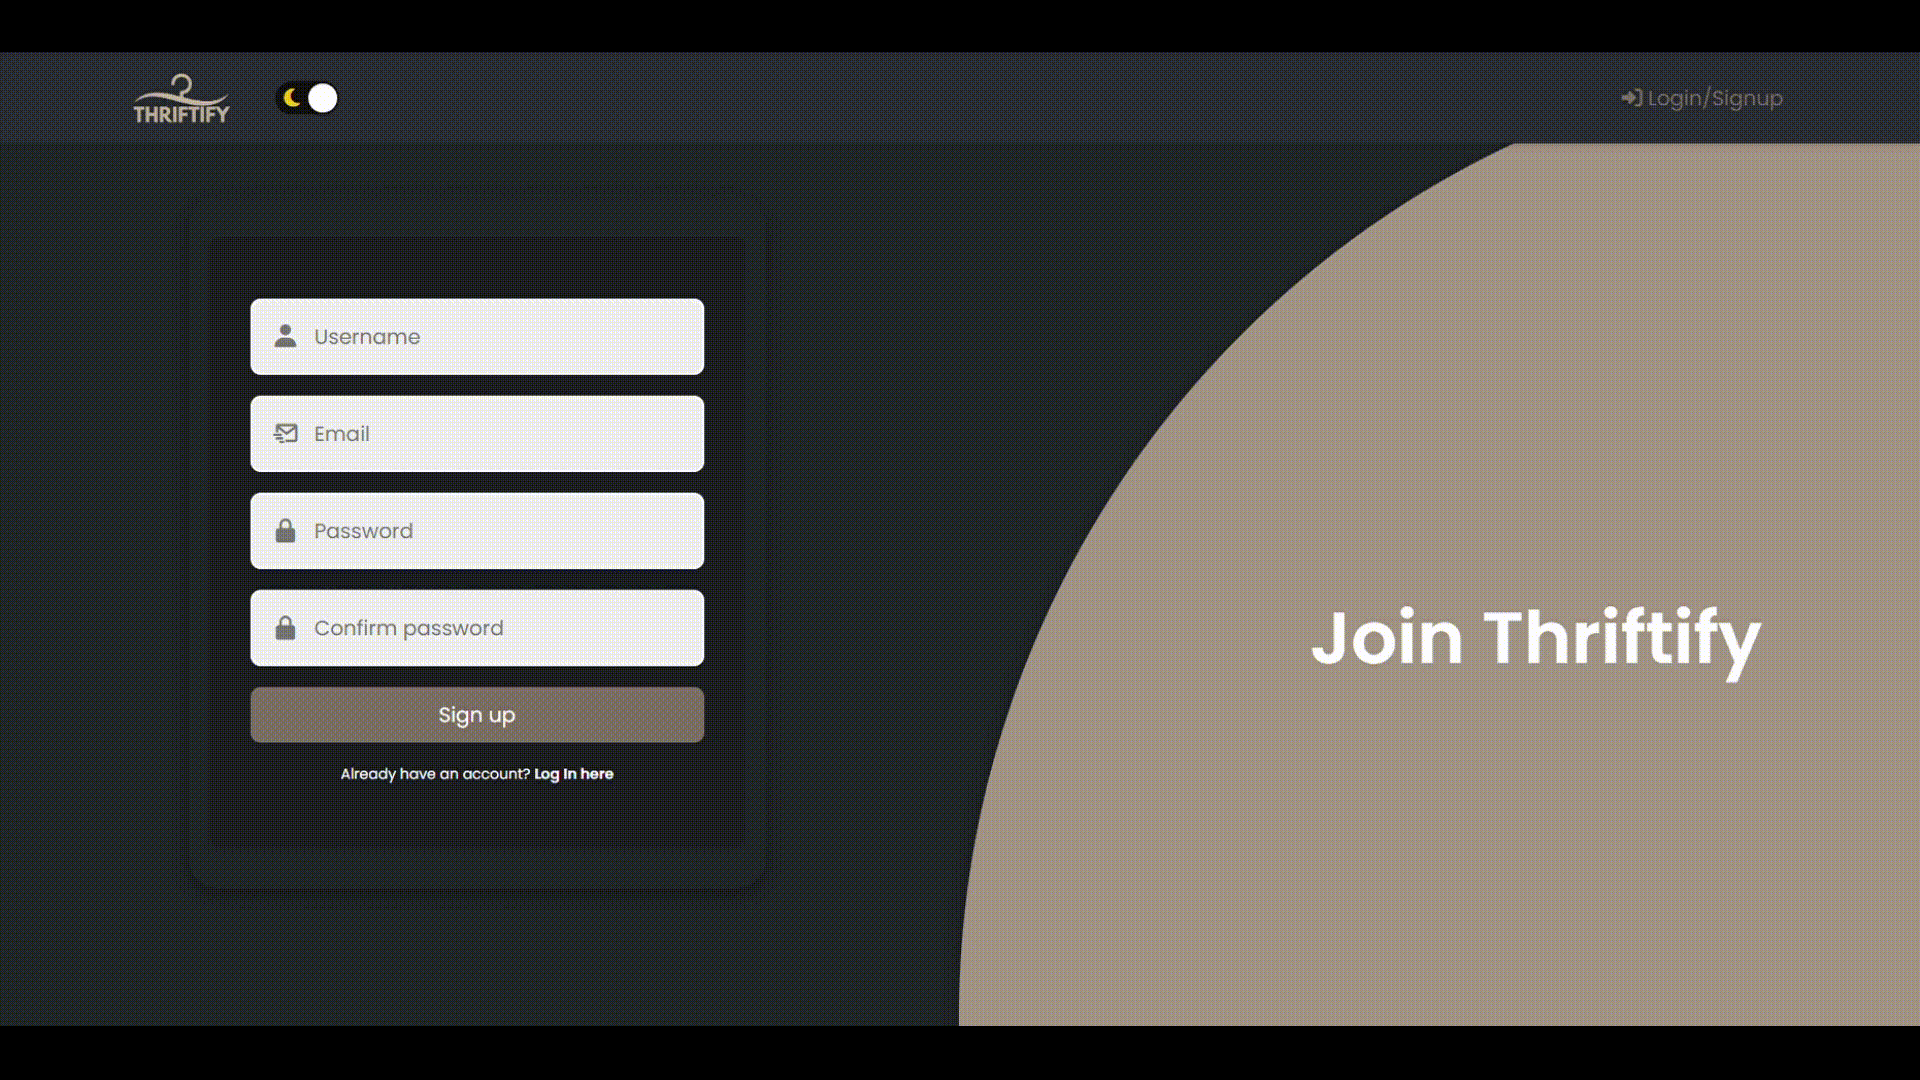 THRIFTIFY
Login/Signup
Username
Email
Password
Confirm password
Sign up
Already have an account? Log In here
Join Thriftify